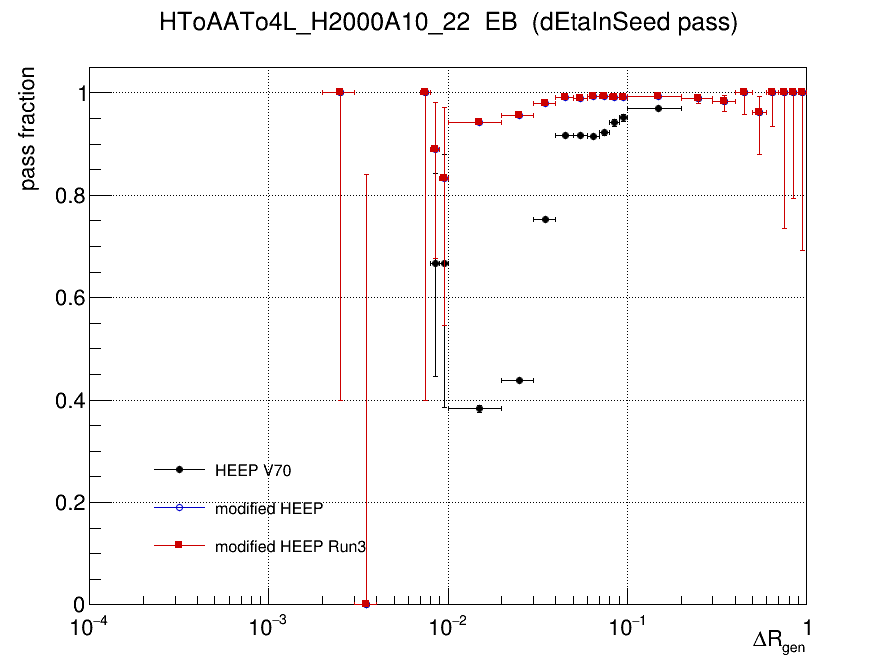 HToAATo4L_H2000A10_22 EB (dEtaInSeed pass)
pass fraction
1
0.8
0.6
0.4
0.2
0
HEEP V70
modified HEEP
modified HEEP Run3
10⁻⁴ 10⁻³ 10⁻² 10⁻¹ 1
ΔR_gen